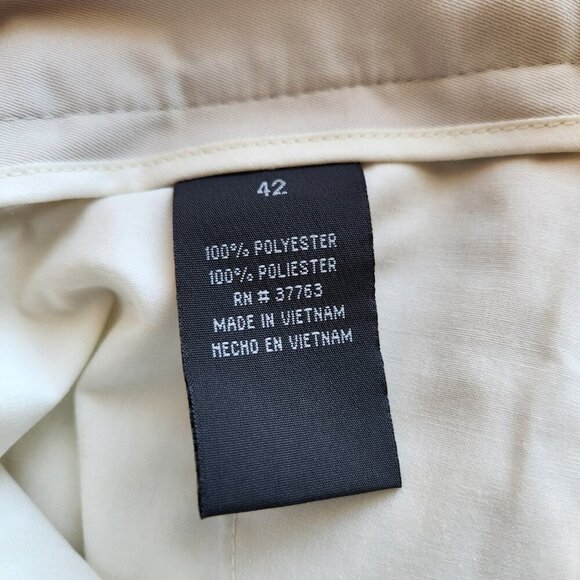 42
100% POLYESTER
100% POLIESTER
RN # 37763
MADE IN VIETNAM
HECHO EN VIETNAM